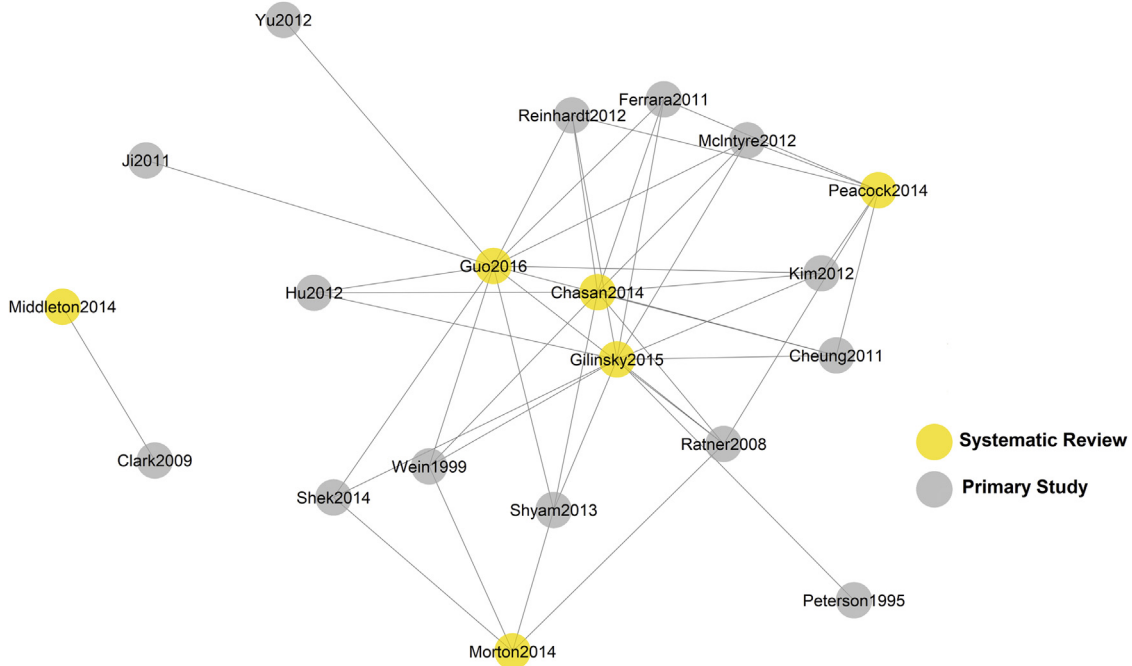 Yu2012
Ferrara2011
Reinhardt2012
McIntyre2012
Ji2011
Peacock2014
Guo2016
Kim2012
Hu2012
Chasan2014
Middleton2014
Gilinsky2015
Cheung2011
Systematic Review
Ratner2008
Clark2009
Wein1999
Primary Study
Shek2014
Shyam2013
Peterson1995
Morton2014